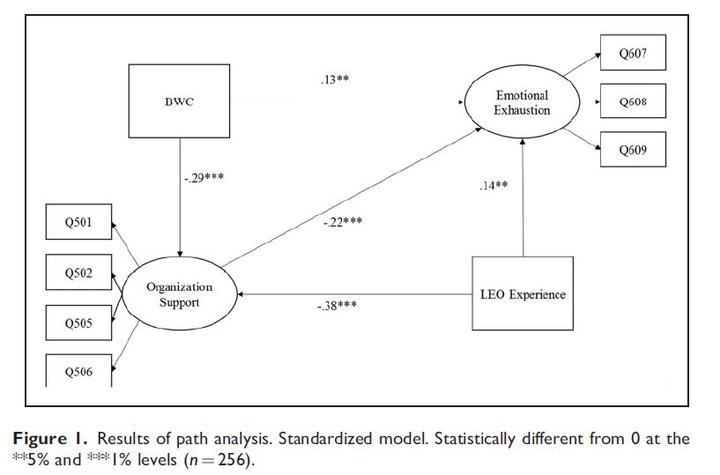 Q607
.13**
BWC
Emotional
Exhaustion
Q608
Q609
-.29***
.14**
Q501
-.22***
Q502
Organization
Support
LEO Experience
-.38***
Q505
Q506
Figure 1. Results of path analysis. Standardized model. Statistically different from 0 at the
**5% and ***1% levels (n = 256).